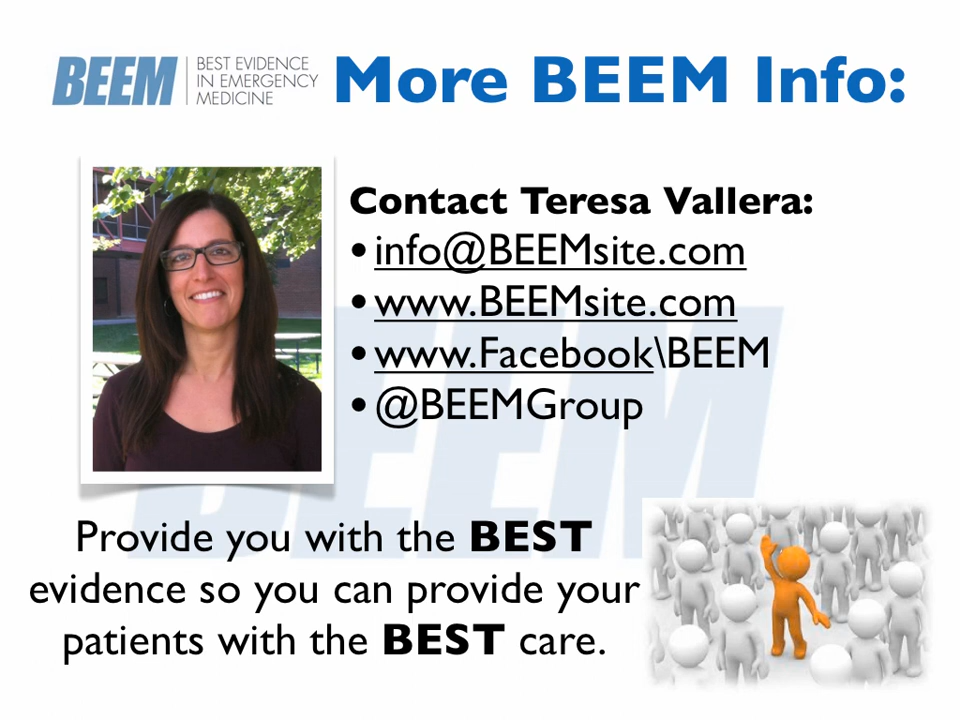 BEEM
BEST EVIDENCE
IN EMERGENCY
MEDICINE
More BEEM Info:
Contact Teresa Vallera:
•info@BEEMsite.com
•www.BEEMsite.com
•www.Facebook\BEEM
•@BEEMGroup
BEEM
Provide you with the BEST
evidence so you can provide your
patients with the BEST care.